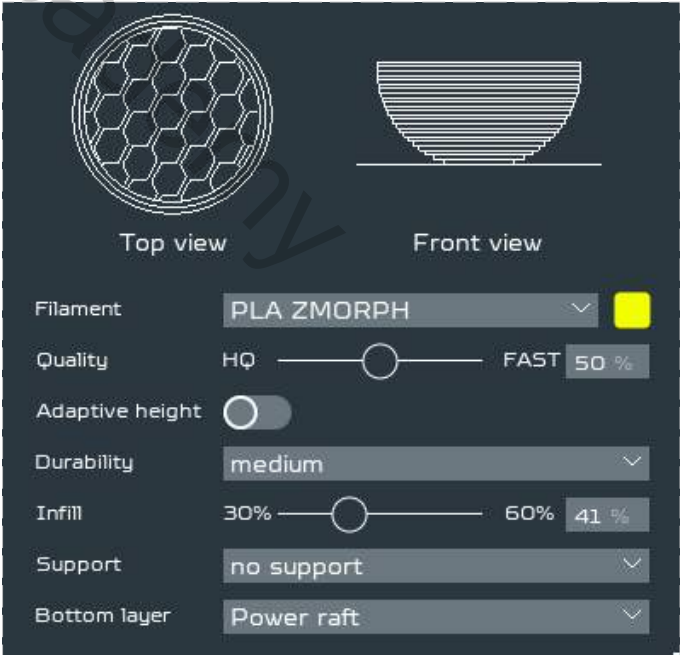 Top view
Front view
Filament PLA ZMORPH
Quality HQ FAST 50 %
Adaptive height
Durability medium
Infill 30% 60% 41 %
Support no support
Bottom layer Power raft